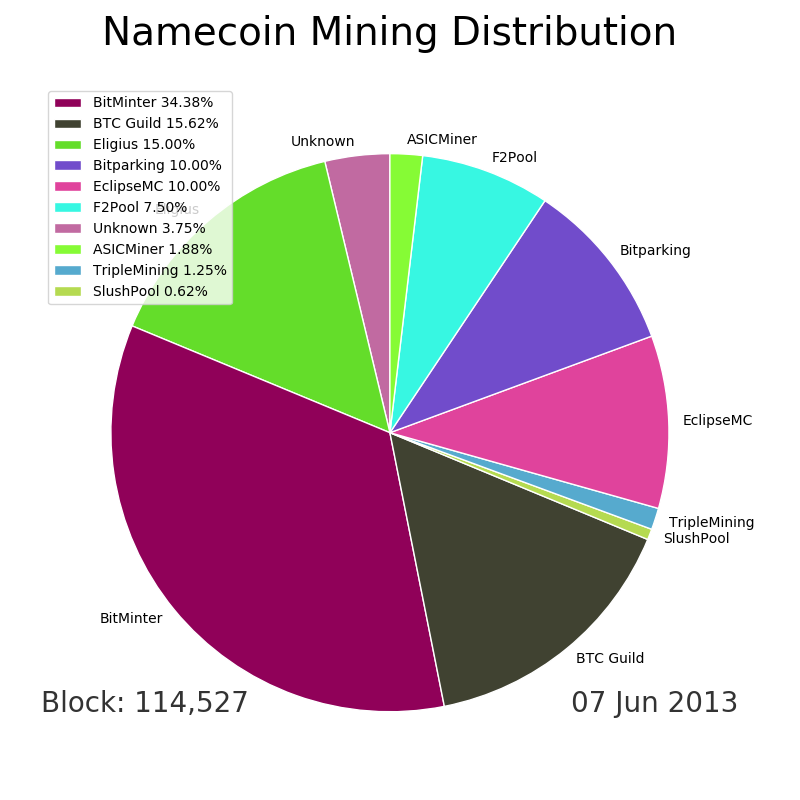 Namecoin Mining Distribution
BitMinter 34.38%
BTC Guild 15.62%
Eligius 15.00%
Bitparking 10.00%
EclipseMC 10.00%
F2Pool 7.50%
Unknown 3.75%
ASICMiner 1.88%
TripleMining 1.25%
SlushPool 0.62%
Unknown
ASICMiner
F2Pool
Eligius
Bitparking
EclipseMC
TripleMining
SlushPool
BitMinter
BTC Guild
Block: 114,527
07 Jun 2013